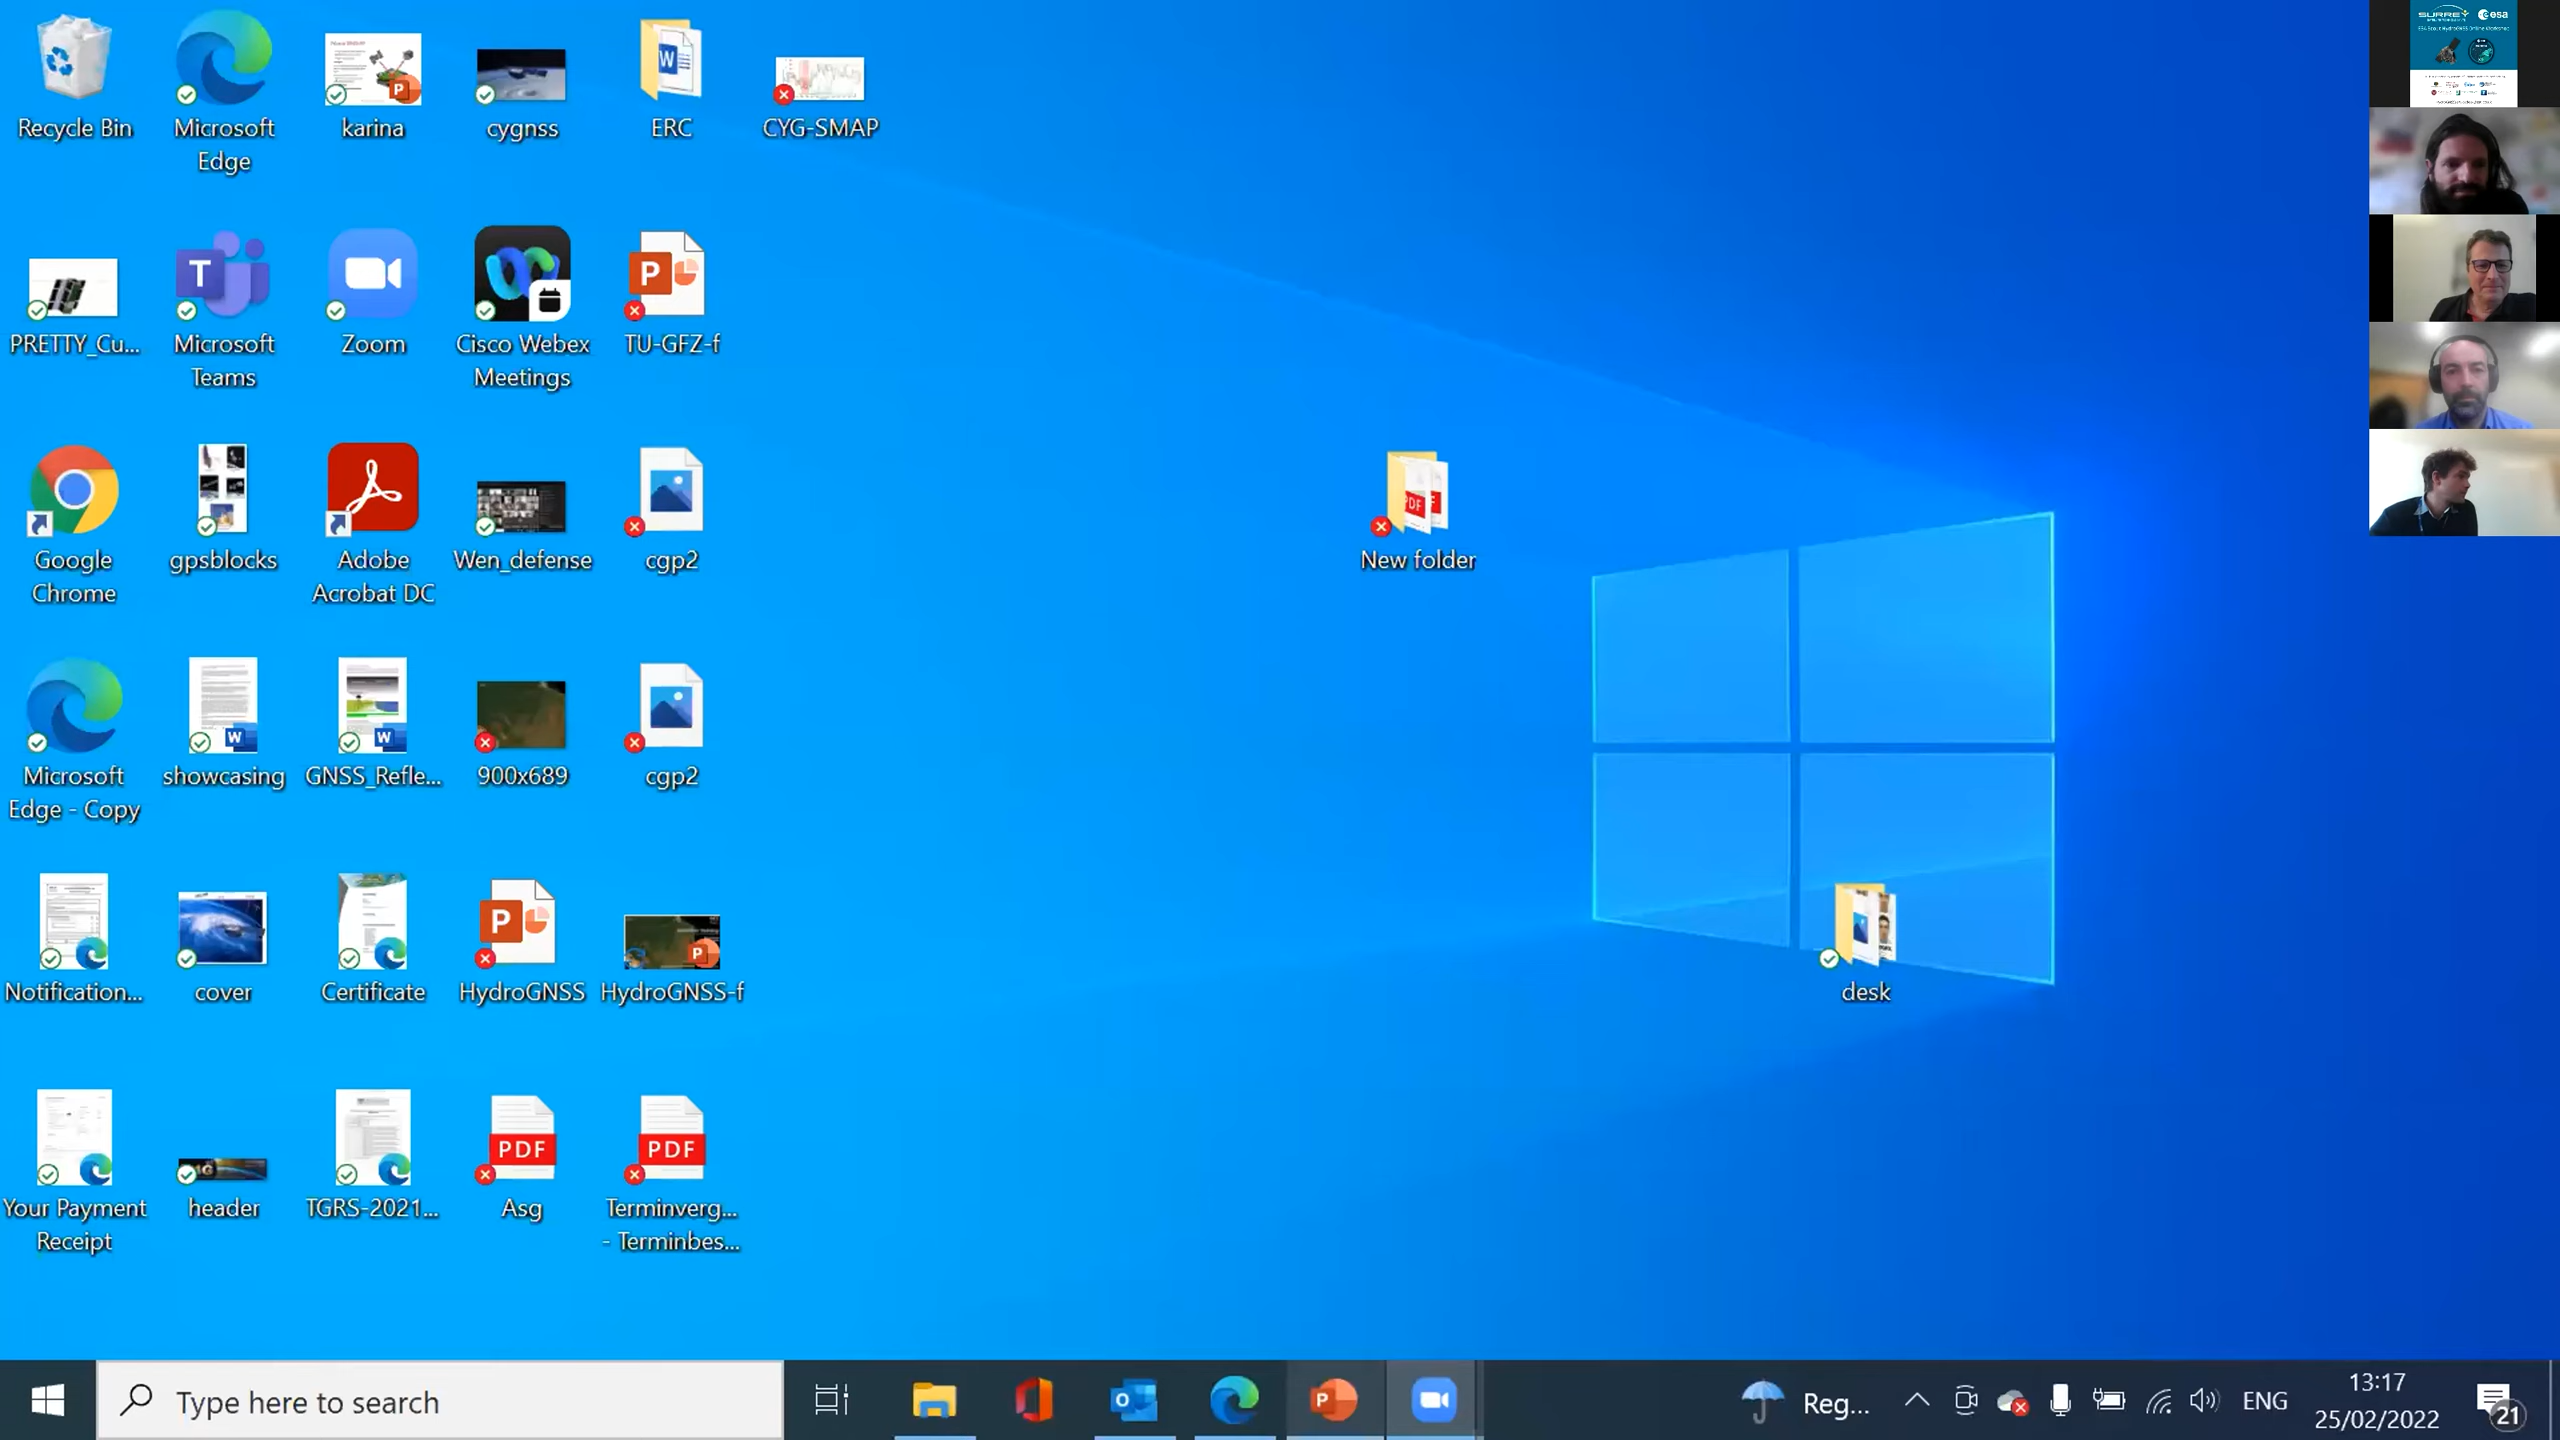 Recycle Bin
Microsoft
Edge
karina
cygnss
ERC
CYG-SMAP
PRETTY_Cu...
Microsoft
Teams
Zoom
Cisco Webex
Meetings
TU-GFZ-f
Google
Chrome
gpsblocks
Adobe
Acrobat DC
Wen_defense
cgp2
New folder
Microsoft
Edge - Copy
showcasing
GNSS_Refle...
900x689
cgp2
Notification...
cover
Certificate
HydroGNSS
HydroGNSS-f
desk
Your Payment
Receipt
header
TGRS-2021...
PDF
Asg
PDF
Terminverg...
- Terminbes...
SURREY
esa
Type here to search
Reg...
ENG
13:17
25/02/2022
21